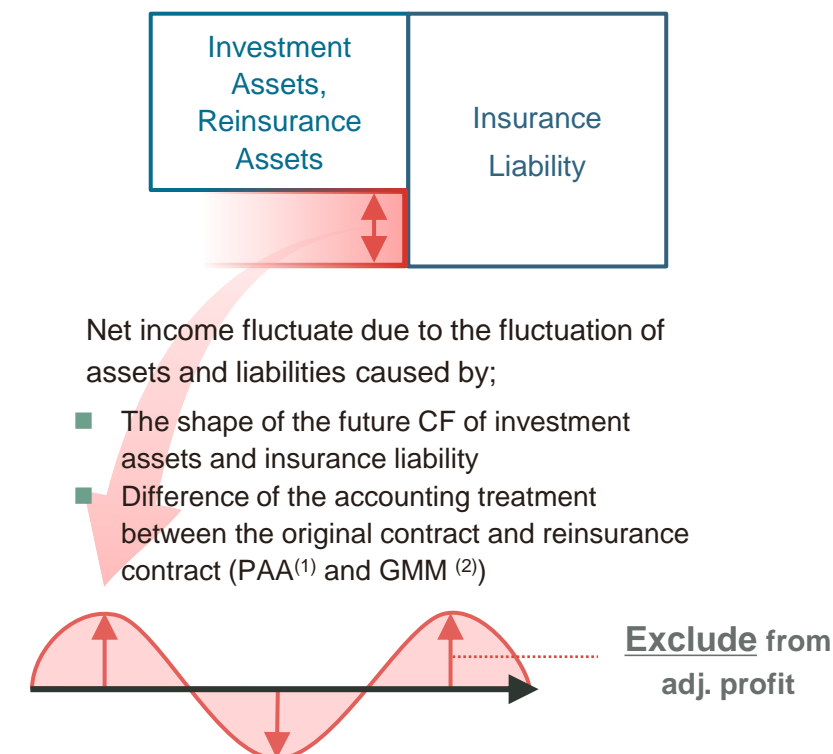 Investment
Assets,
Reinsurance
Assets
Insurance
Liability
Net income fluctuate due to the fluctuation of
assets and liabilities caused by;
The shape of the future CF of investment
assets and insurance liability
Difference of the accounting treatment
between the original contract and reinsurance
contract (PAA(1) and GMM (2))
Exclude from
adj. profit